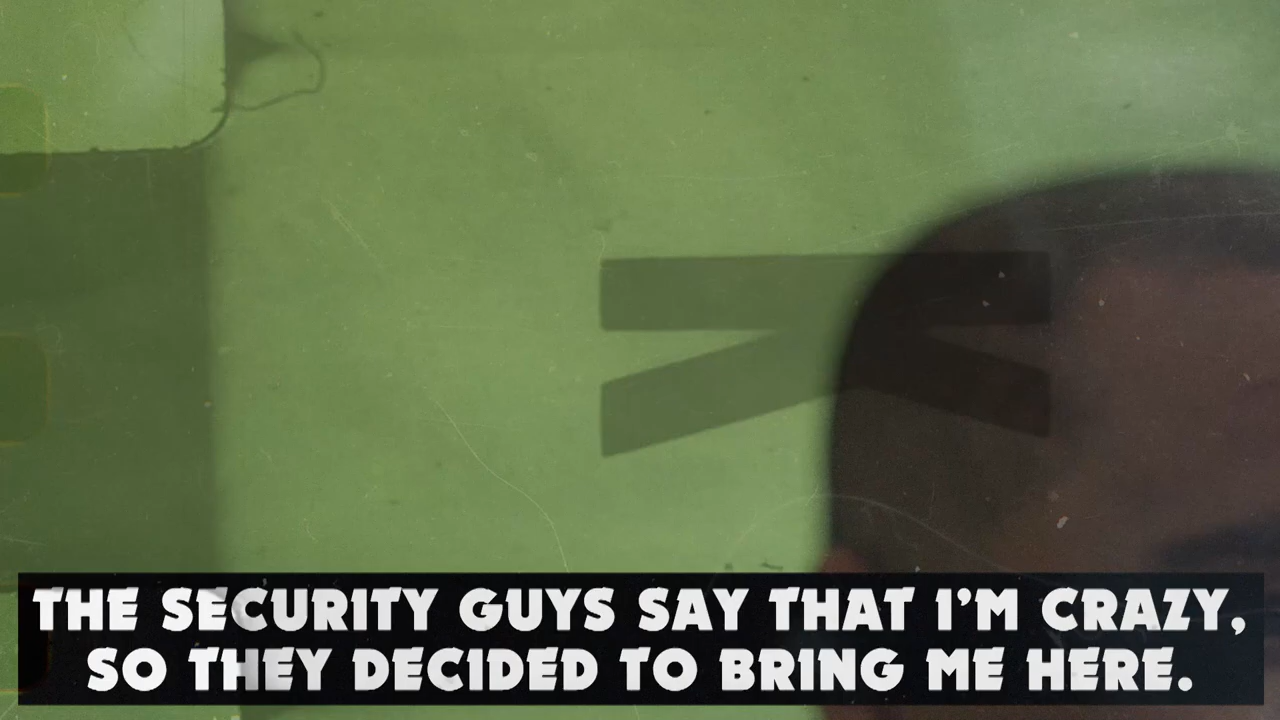 THE SECURITY GUYS SAY THAT I'M CRAZY,
SO THEY DECIDED TO BRING ME HERE.
K